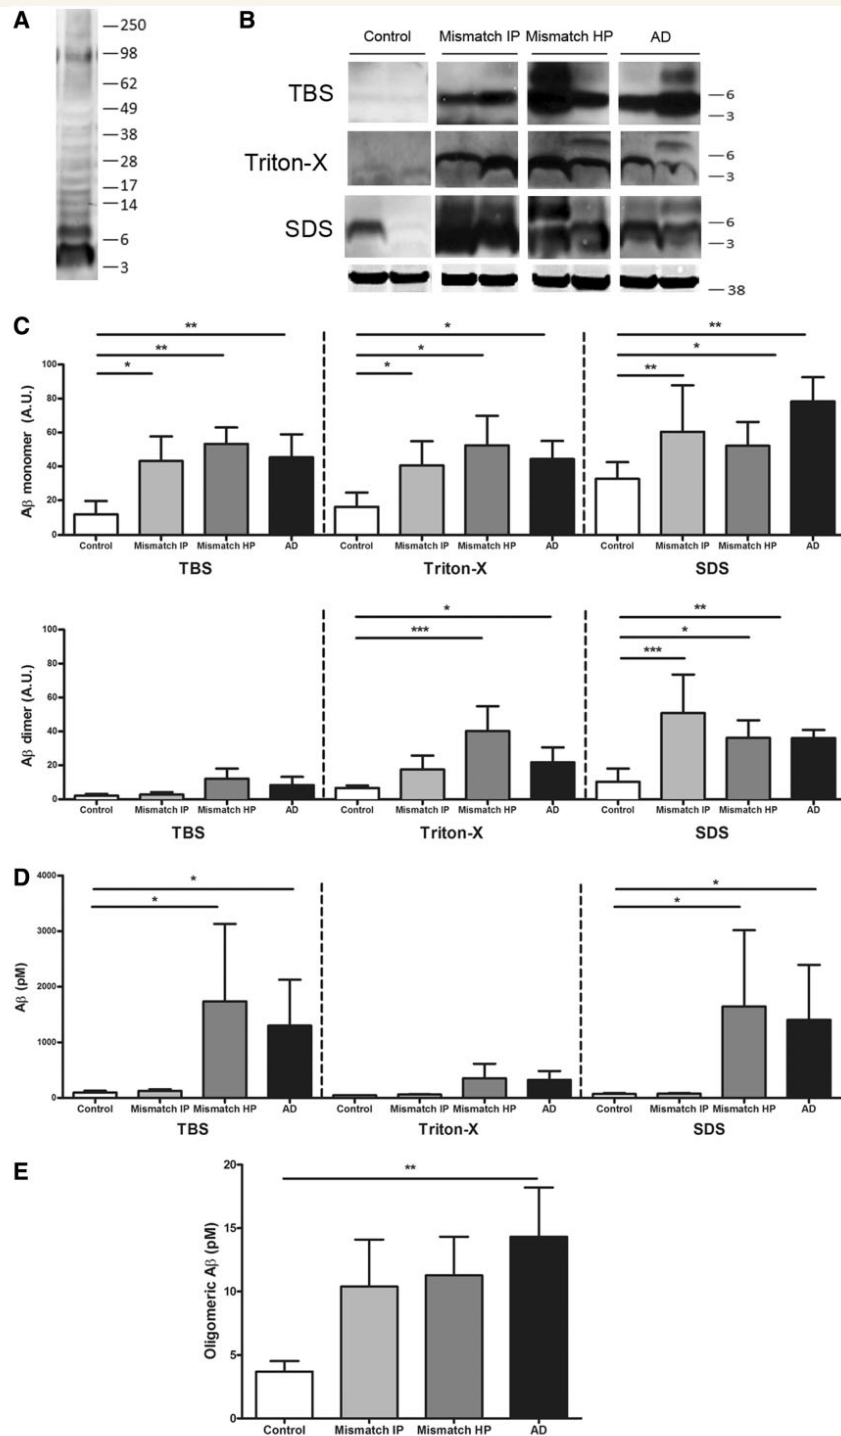 A
250
98
62
49
38
28
17
14
6
3
B
Control Mismatch IP Mismatch HP AD
TBS
6
3
Triton-X
6
3
SDS
6
3
38
C
** * **
** * *
* * **
Aβ monomer (A.U.)
100
80
60
40
20
0
Control Mismatch IP Mismatch HP AD Control Mismatch IP Mismatch HP AD Control Mismatch IP Mismatch HP AD
TBS Triton-X SDS
* **
*** *
***
Aβ dimer (A.U.)
100
80
60
40
20
0
Control Mismatch IP Mismatch HP AD Control Mismatch IP Mismatch HP AD Control Mismatch IP Mismatch HP AD
TBS Triton-X SDS
D
* *
* *
Aβ (pM)
4000
3000
2000
1000
0
Control Mismatch IP Mismatch HP AD Control Mismatch IP Mismatch HP AD Control Mismatch IP Mismatch HP AD
TBS Triton-X SDS
E
**
Oligomeric Aβ (pM)
20
15
10
5
0
Control Mismatch IP Mismatch HP AD